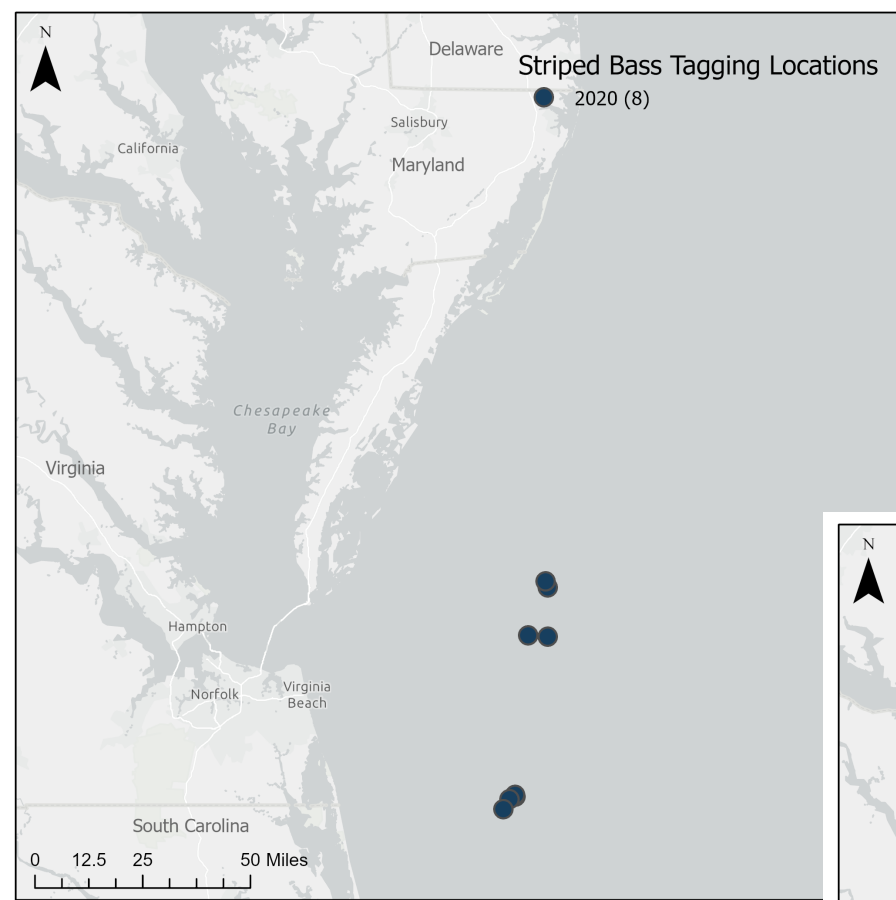 N
Delaware
Striped Bass Tagging Locations
2020 (8)
Salisbury
California
Maryland
Chesapeake
Bay
Virginia
N
Hampton
Norfolk
Virginia
Beach
South Carolina
0 12.5 25 50 Miles